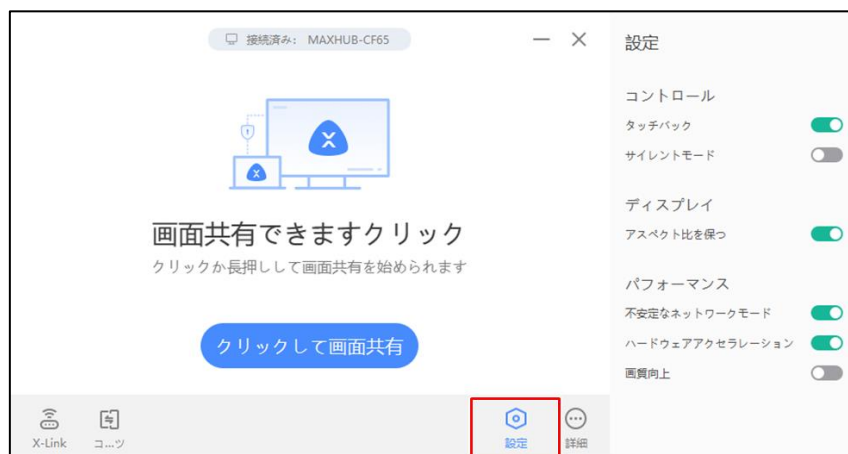 接続済み: MAXHUB-CF65
画面共有できますクリック
クリックか長押しして画面共有を始められます
クリックして画面共有
X-Link
コ...ツ
設定
詳細
設定
コントロール
タッチバック
サイレントモード
ディスプレイ
アスペクト比を保つ
パフォーマンス
不安定なネットワークモード
ハードウェアアクセラレーション
画質向上